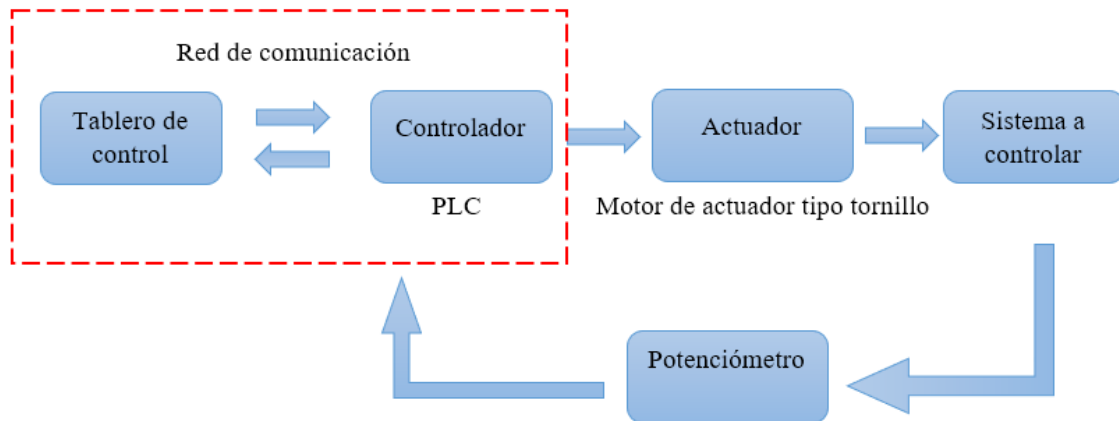 Red de comunicación
Tablero de
control
Controlador
PLC
Actuador
Motor de actuador tipo tornillo
Sistema a
controlar
Potenciómetro